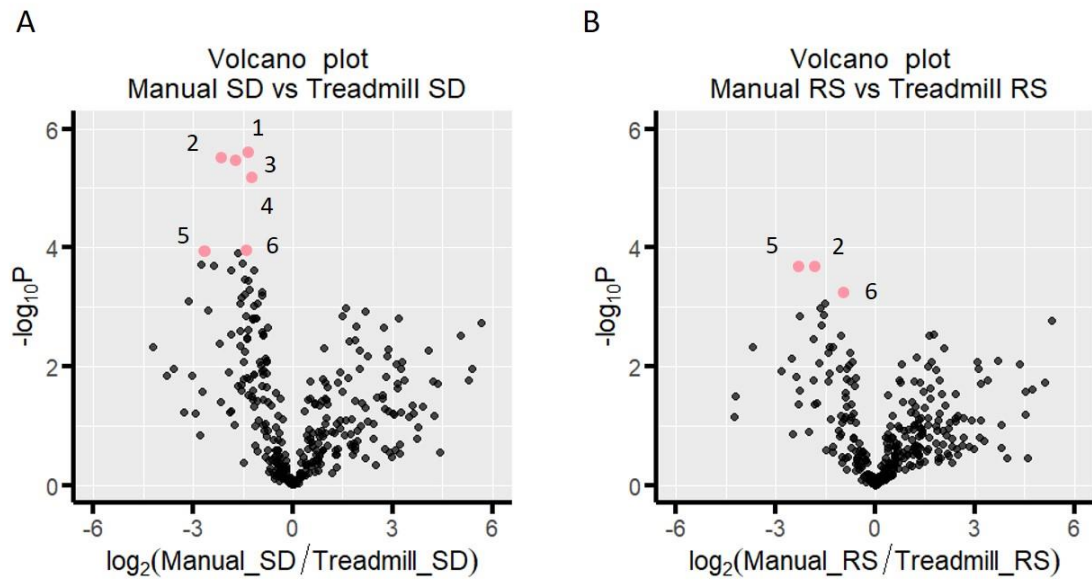 A
Volcano plot
Manual SD vs Treadmill SD
-log10P
6
4
2
0
1
2
3
4
5
6
-6
-3
0
3
6
log2(Manual_SD/Treadmill_SD)
B
Volcano plot
Manual RS vs Treadmill RS
-log10P
6
4
2
0
5
2
6
-6
-3
0
3
6
log2(Manual_RS/Treadmill_RS)